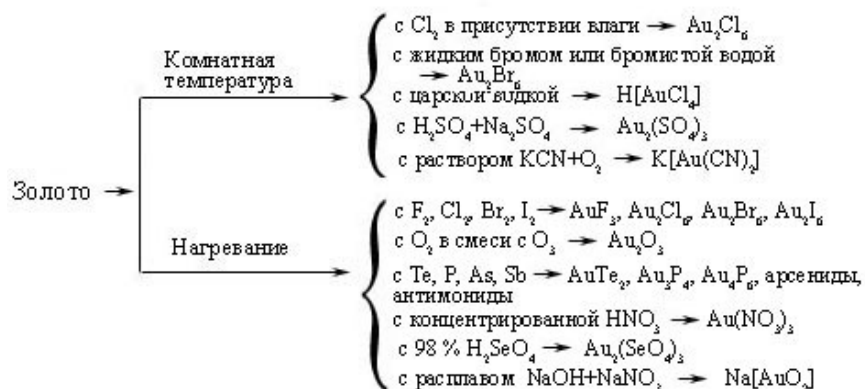 Комнатная
температура
с Cl₂ в присутствии влаги → Au₂Cl₆
с жидким бромом или бромистой водой
→ Au₂Br₆
с царской водкой → H[AuCl₄]
с H₂SO₄+Na₂SO₄ → Au₂(SO₄)₃
с раствором KCN+O₂ → K[Au(CN)₂]
Золото →
Нагревание
с F₂, Cl₂, Br₂, I₂ → AuF₃, Au₂Cl₆, Au₂Br₆, Au₂I₆
с O₂ в смеси с O₃ → Au₂O₃
с Te, P, As, Sb → AuTe₂, Au₃P₄, Au₄P₆, арсениды,
антимониды
с концентрированной HNO₃ → Au(NO₃)₃
с 98 % H₂SeO₄ → Au₂(SeO₄)₃
с расплавом NaOH+NaNO₃ → Na[AuO₂]